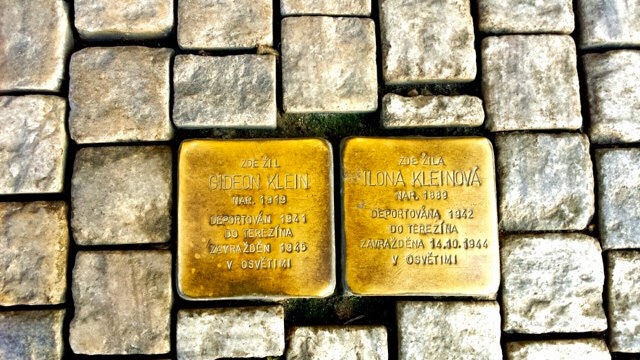 ZDE ŽIL
GIDEON KLEIN
NAR. 1919
DEPORTOVÁN 1941
DO TEREZÍNA
ZAVRAŽDĚN 1945
V OSVĚTIMI
ZDE ŽILA
ILONA KLEINOVÁ
NAR. 1889
DEPORTOVÁNA 1942
DO TEREZÍNA
ZAVRAŽDĚNA 14.10.1944
V OSVĚTIMI